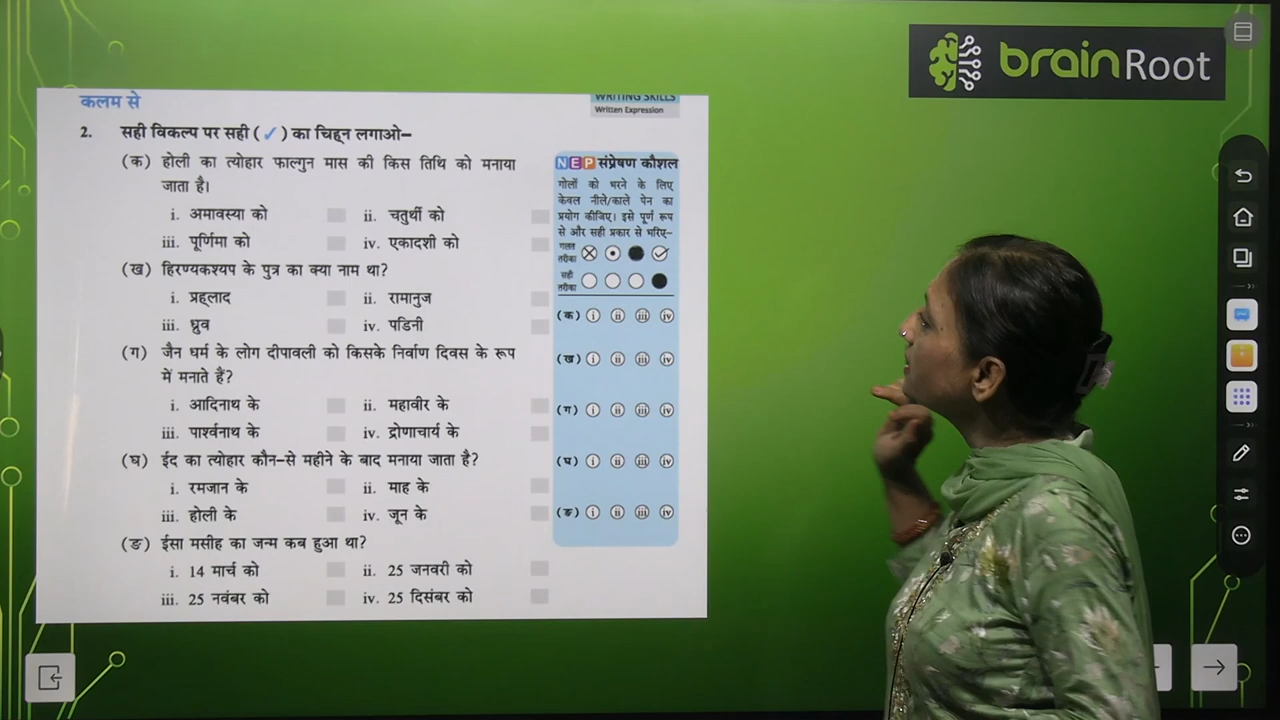 brainRoot
कलम से
WRITING SKILLS
Written Expression
2. सही विकल्प पर सही (✓) का चिह्न लगाओ–
(क) होली का त्योहार फाल्गुन मास की किस तिथि को मनाया
जाता है।
i. अमावस्या को ii. चतुर्थी को
iii. पूर्णिमा को iv. एकादशी को
(ख) हिरण्यकश्यप के पुत्र का क्या नाम था?
i. प्रह्लाद ii. रामानुज
iii. ध्रुव iv. पडिनी
(ग) जैन धर्म के लोग दीपावली को किसके निर्वाण दिवस के रूप
में मनाते हैं?
i. आदिनाथ के ii. महावीर के
iii. पार्श्वनाथ के iv. द्रोणाचार्य के
(घ) ईद का त्योहार कौन-से महीने के बाद मनाया जाता है?
i. रमजान के ii. माह के
iii. होली के iv. जून के
(ङ) ईसा मसीह का जन्म कब हुआ था?
i. 14 मार्च को ii. 25 जनवरी को
iii. 25 नवंबर को iv. 25 दिसंबर को
NEP संप्रेषण कौशल
गोलों को भरने के लिए
केवल नीले/काले पेन का
प्रयोग कीजिए। इसे पूर्ण रूप
से और सही प्रकार से भरिए–
गलत
तरीका
सही
तरीका
(क) i ii iii iv
(ख) i ii iii iv
(ग) i ii iii iv
(घ) i ii iii iv
(ङ) i ii iii iv